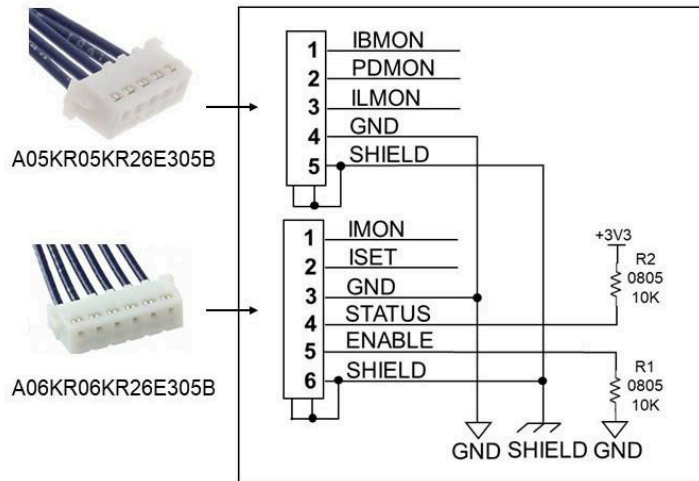 A05KR05KR26E305B
A06KR06KR26E305B
1 IBMON
2 PDMON
3 ILMON
4 GND
5 SHIELD
1 IMON
2 ISET
3 GND
4 STATUS
5 ENABLE
6 SHIELD
+3V3
R2
0805
10K
R1
0805
10K
GND SHIELD GND